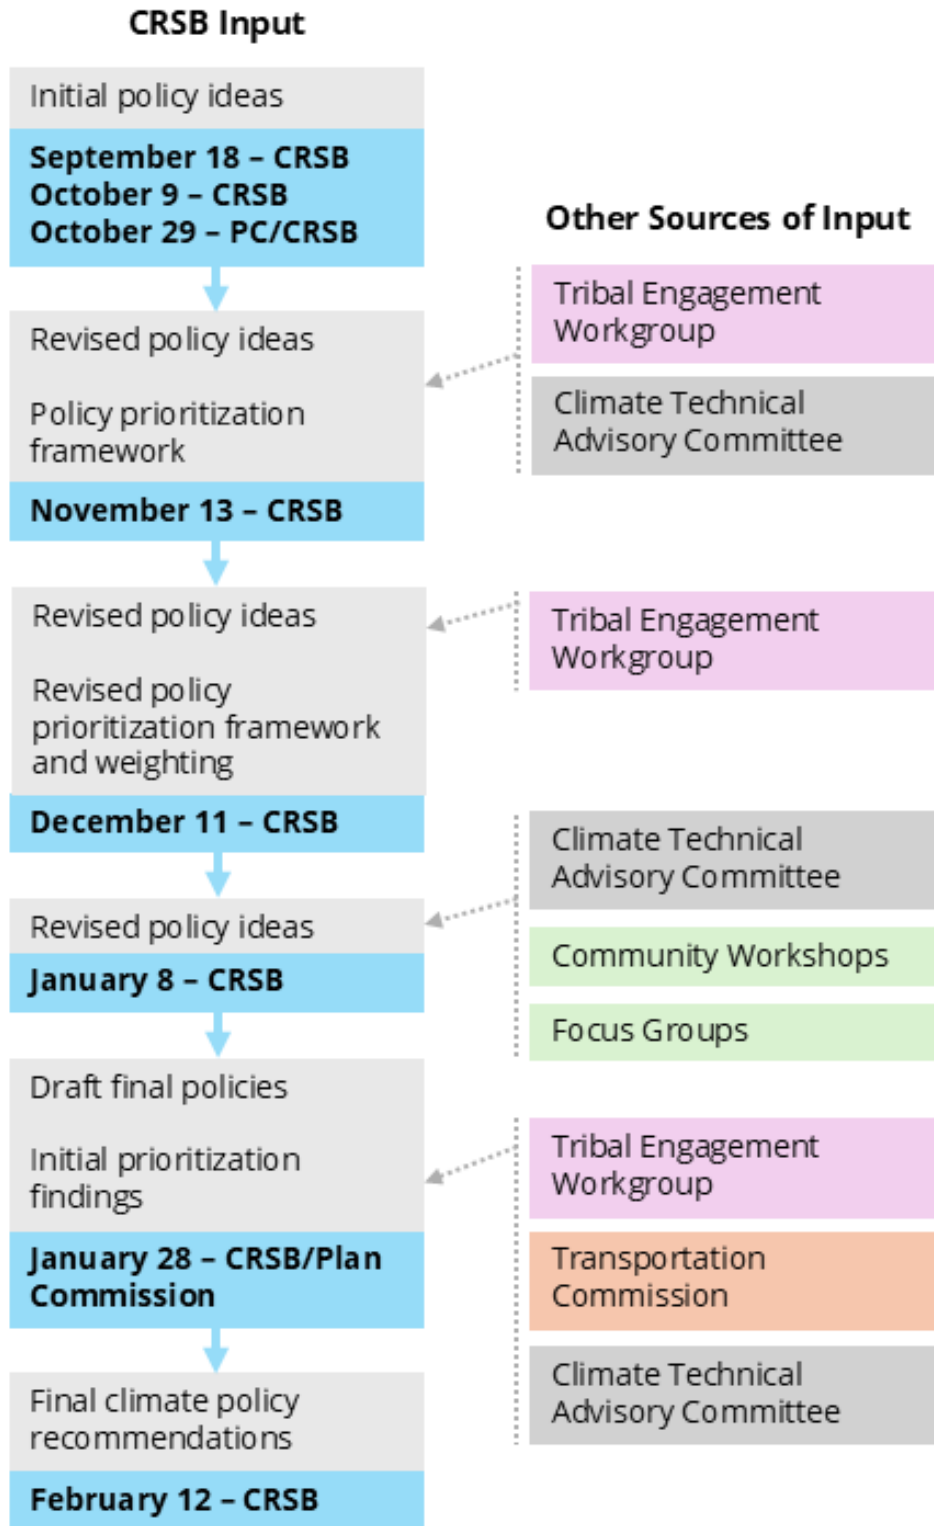 CRSB Input
Initial policy ideas
September 18 – CRSB
October 9 – CRSB
October 29 – PC/CRSB
Other Sources of Input
Tribal Engagement
Workgroup
Climate Technical
Advisory Committee
Revised policy ideas
Policy prioritization
framework
November 13 – CRSB
Revised policy ideas
Revised policy
prioritization framework
and weighting
December 11 – CRSB
Tribal Engagement
Workgroup
Revised policy ideas
January 8 – CRSB
Climate Technical
Advisory Committee
Community Workshops
Focus Groups
Draft final policies
Initial prioritization
findings
January 28 – CRSB/Plan
Commission
Tribal Engagement
Workgroup
Transportation
Commission
Climate Technical
Advisory Committee
Final climate policy
recommendations
February 12 – CRSB